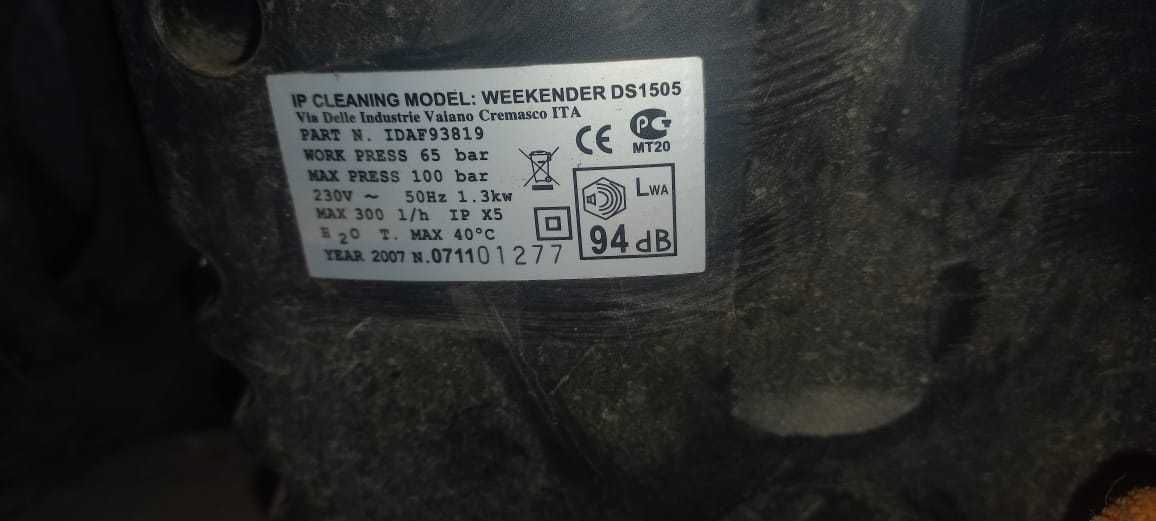 IP CLEANING MODEL: WEEKENDER DS1505
Via Delle Industrie Vaiano Cremasco ITA
PART N. IDAF93819
WORK PRESS 65 bar
MAX PRESS 100 bar
230V ~ 50Hz 1.3kw
MAX 300 l/h IP X5
H2O T. MAX 40°C
YEAR 2007 N.071101277
CE
PG
MT20
LWA
94 dB